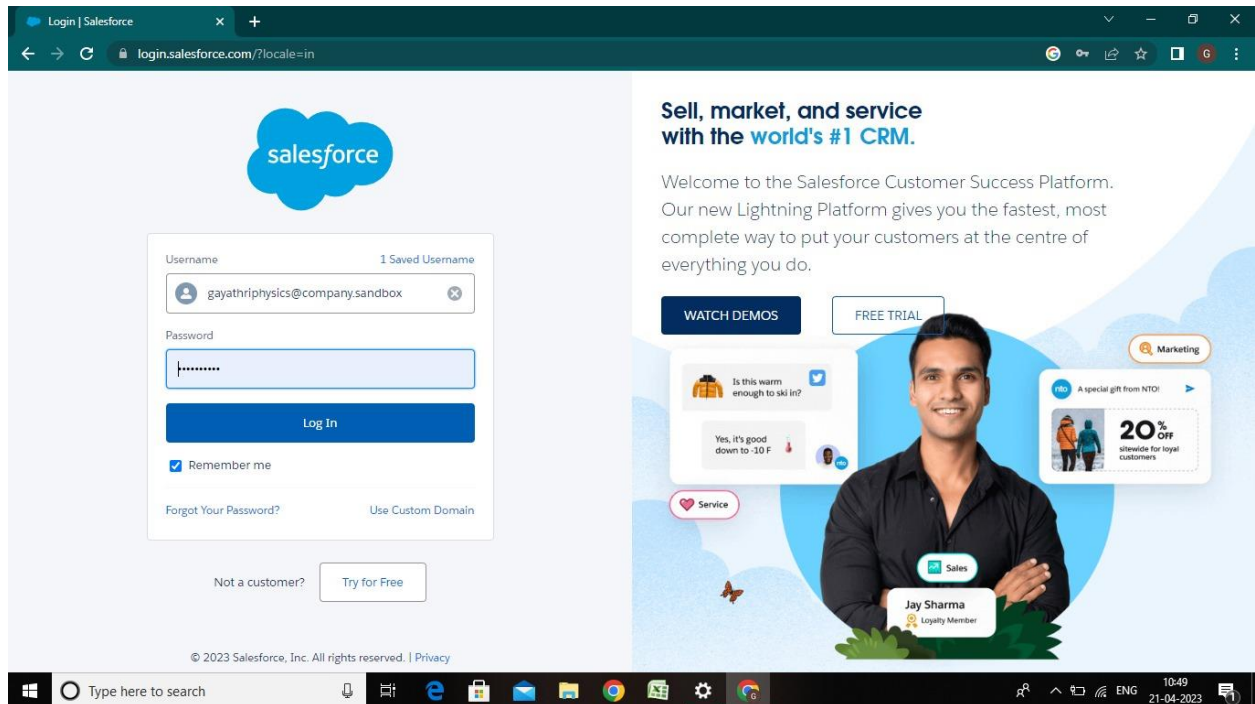 Login | Salesforce
login.salesforce.com/?locale=in
G
salesforce
Username
1 Saved Username
gayathriphysics@company.sandbox
Password
••••••••••
Log In
Remember me
Forgot Your Password?
Use Custom Domain
Not a customer?
Try for Free
© 2023 Salesforce, Inc. All rights reserved. | Privacy
Sell, market, and service
with the world's #1 CRM.
Welcome to the Salesforce Customer Success Platform.
Our new Lightning Platform gives you the fastest, most
complete way to put your customers at the centre of
everything you do.
WATCH DEMOS
FREE TRIAL
Marketing
Is this warm
enough to ski in?
Yes, it's good
down to -10 F
nto
Service
nto
A special gift from NTO!
20% OFF
sitewide for loyal
customers
Sales
Jay Sharma
Loyalty Member
Type here to search
ENG
10:49
21-04-2023
1